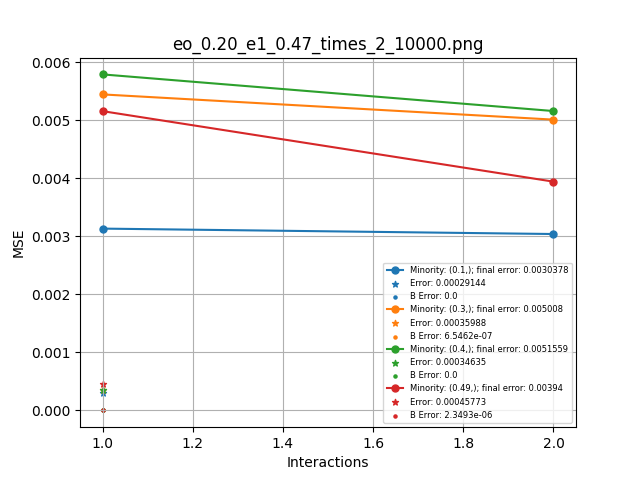 eo_0.20_e1_0.47_times_2_10000.png
0.006
0.005
0.004
0.003
0.002
0.001
0.000
MSE
Minority: (0.1,); final error: 0.0030378
Error: 0.00029144
B Error: 0.0
Minority: (0.3,); final error: 0.005008
Error: 0.00035988
B Error: 6.5462e-07
Minority: (0.4,); final error: 0.0051559
Error: 0.00034635
B Error: 0.0
Minority: (0.49,); final error: 0.00394
Error: 0.00045773
B Error: 2.3493e-06
1.0 1.2 1.4 1.6 1.8 2.0
Interactions